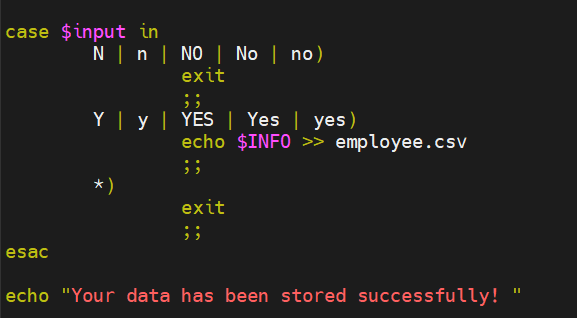 case $input in
        N | n | NO | No | no)
                exit
                ;;
        Y | y | YES | Yes | yes)
                echo $INFO >> employee.csv
                ;;
        *)
                exit
                ;;
esac
echo "Your data has been stored successfully! "